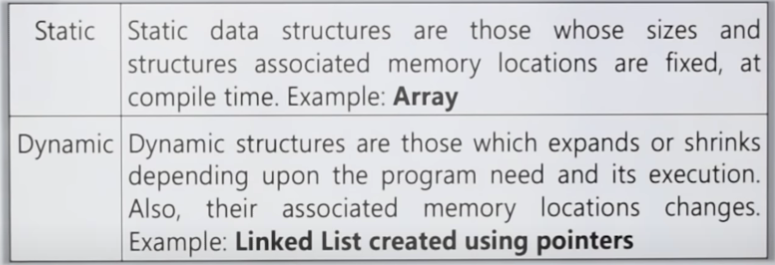 Static Static data structures are those whose sizes and
structures associated memory locations are fixed, at
compile time. Example: Array
Dynamic Dynamic structures are those which expands or shrinks
depending upon the program need and its execution.
Also, their associated memory locations changes.
Example: Linked List created using pointers